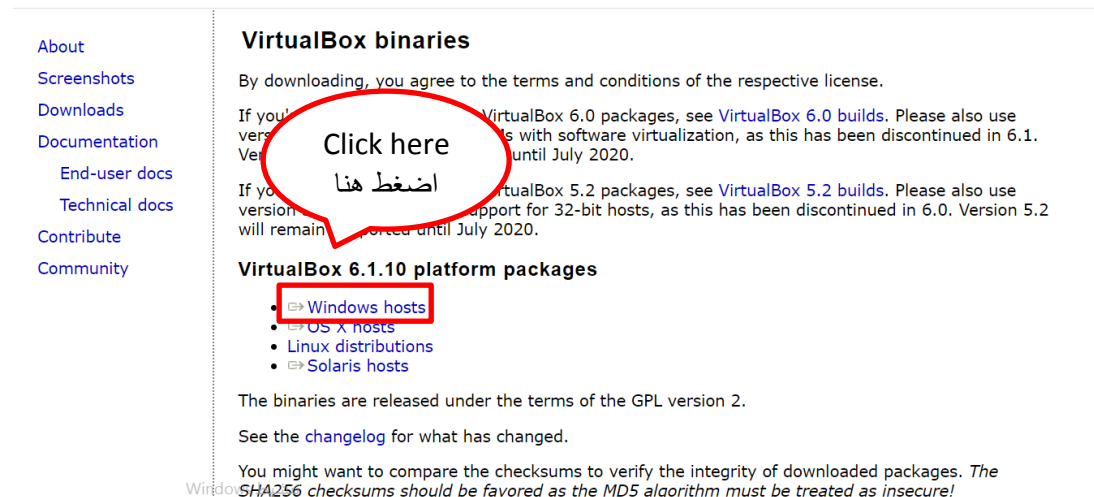 About
Screenshots
Downloads
Documentation
End-user docs
Technical docs
Contribute
Community
VirtualBox binaries
By downloading, you agree to the terms and conditions of the respective license.
If you' VirtualBox 6.0 packages, see VirtualBox 6.0 builds. Please also use
with software virtualization, as this has been discontinued in 6.1.
until July 2020.
Click here
اضغط هنا
If packages, see VirtualBox 5.2 builds. Please also use
version support for 32-bit hosts, as this has been discontinued in 6.0. Version 5.2
will remain until July 2020.
VirtualBox 6.1.10 platform packages
Windows hosts
OS X hosts
Linux distributions
Solaris hosts
The binaries are released under the terms of the GPL version 2.
See the changelog for what has changed.
You might want to compare the checksums to verify the integrity of downloaded packages. The
SHA256 checksums should be favored as the MD5 algorithm must be treated as insecure!